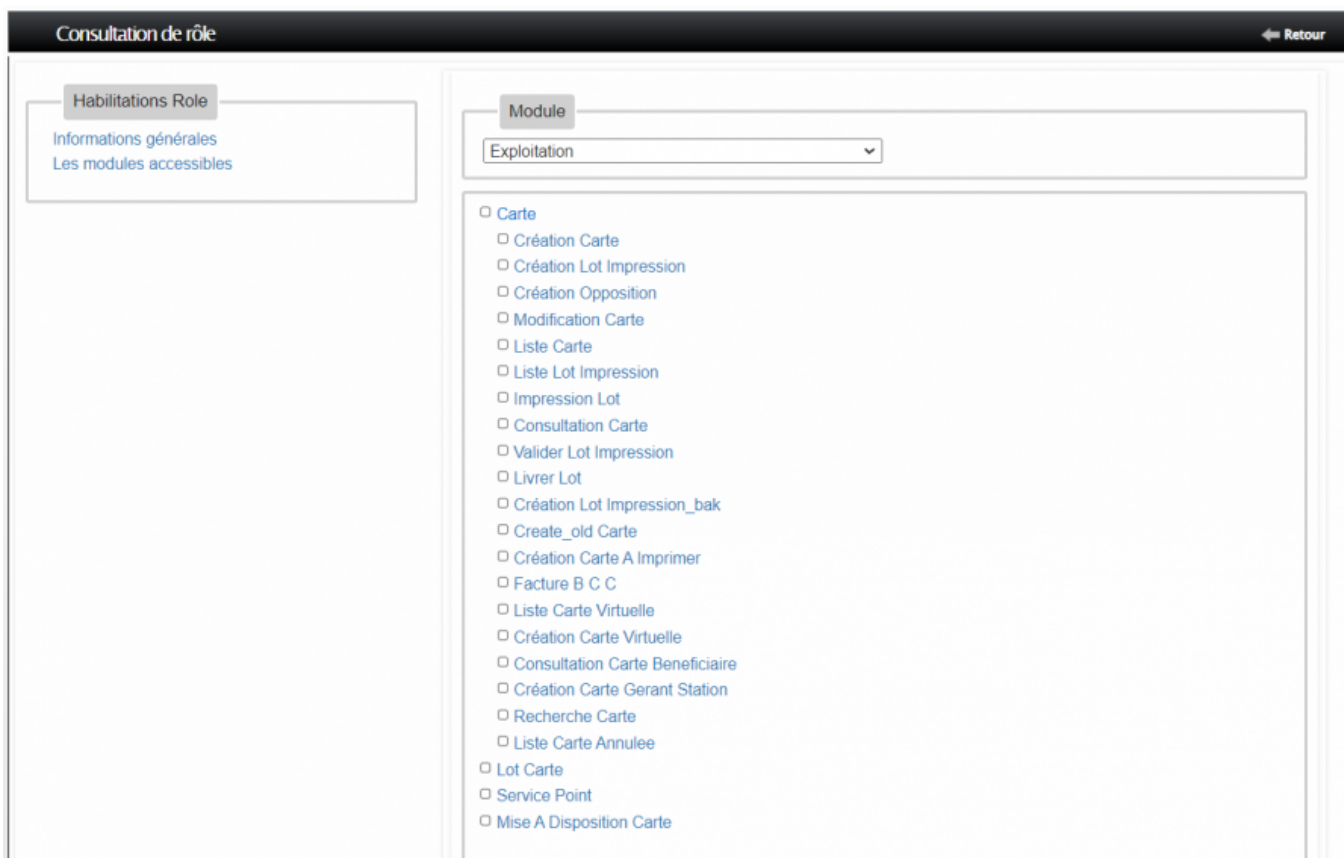 Consultation de rôle
Retour
Habilitations Role
Informations générales
Les modules accessibles
Module
Exploitation
Carte
Création Carte
Création Lot Impression
Création Opposition
Modification Carte
Liste Carte
Liste Lot Impression
Impression Lot
Consultation Carte
Valider Lot Impression
Livrer Lot
Création Lot Impression_bak
Create_old Carte
Création Carte A Imprimer
Facture B C C
Liste Carte Virtuelle
Création Carte Virtuelle
Consultation Carte Beneficiaire
Création Carte Gerant Station
Recherche Carte
Liste Carte Annulee
Lot Carte
Service Point
Mise A Disposition Carte